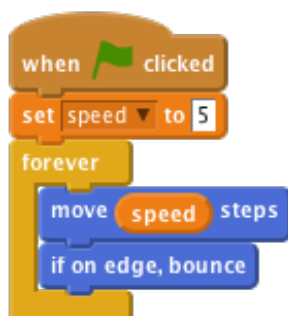 when clicked
set speed to 5
forever
move speed steps
if on edge, bounce